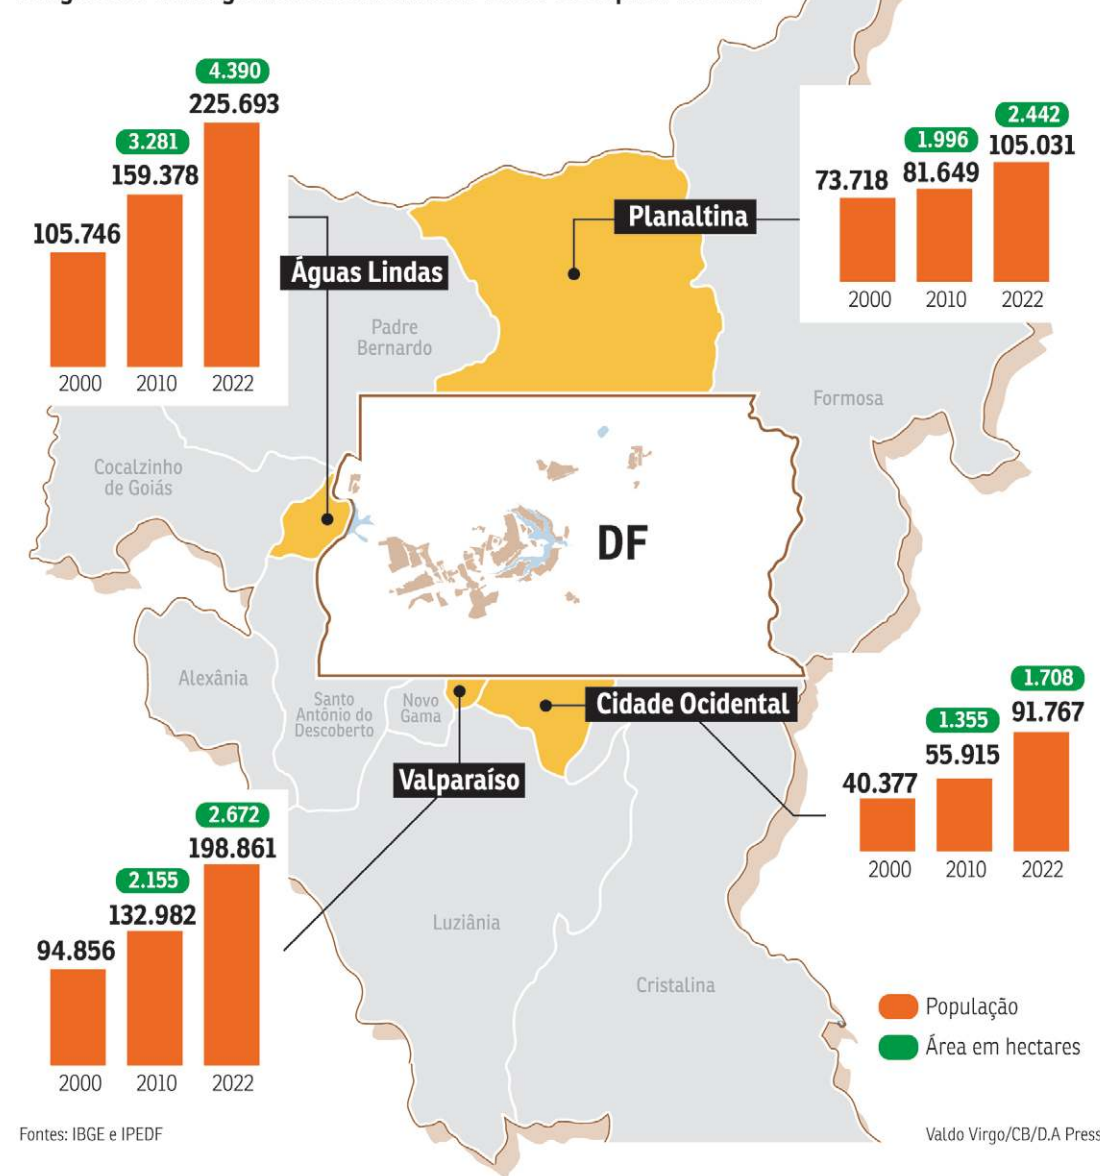 4.390
225.693
3.281
159.378
105.746
2000
2010
2022
Águas Lindas
Planaltina
2.442
105.031
1.996
81.649
73.718
2000
2010
2022
Padre
Bernardo
Formosa
Cocalzinho
de Goiás
DF
Alexânia
Santo
Antônio do
Descoberto
Novo
Gama
Cidade Ocidental
Valparaíso
1.708
91.767
1.355
55.915
40.377
2000
2010
2022
2.672
198.861
2.155
132.982
94.856
2000
2010
2022
Luziânia
Cristalina
População
Área em hectares
Fontes: IBGE e IPEDF
Valdo Virgo/CB/D.A Press